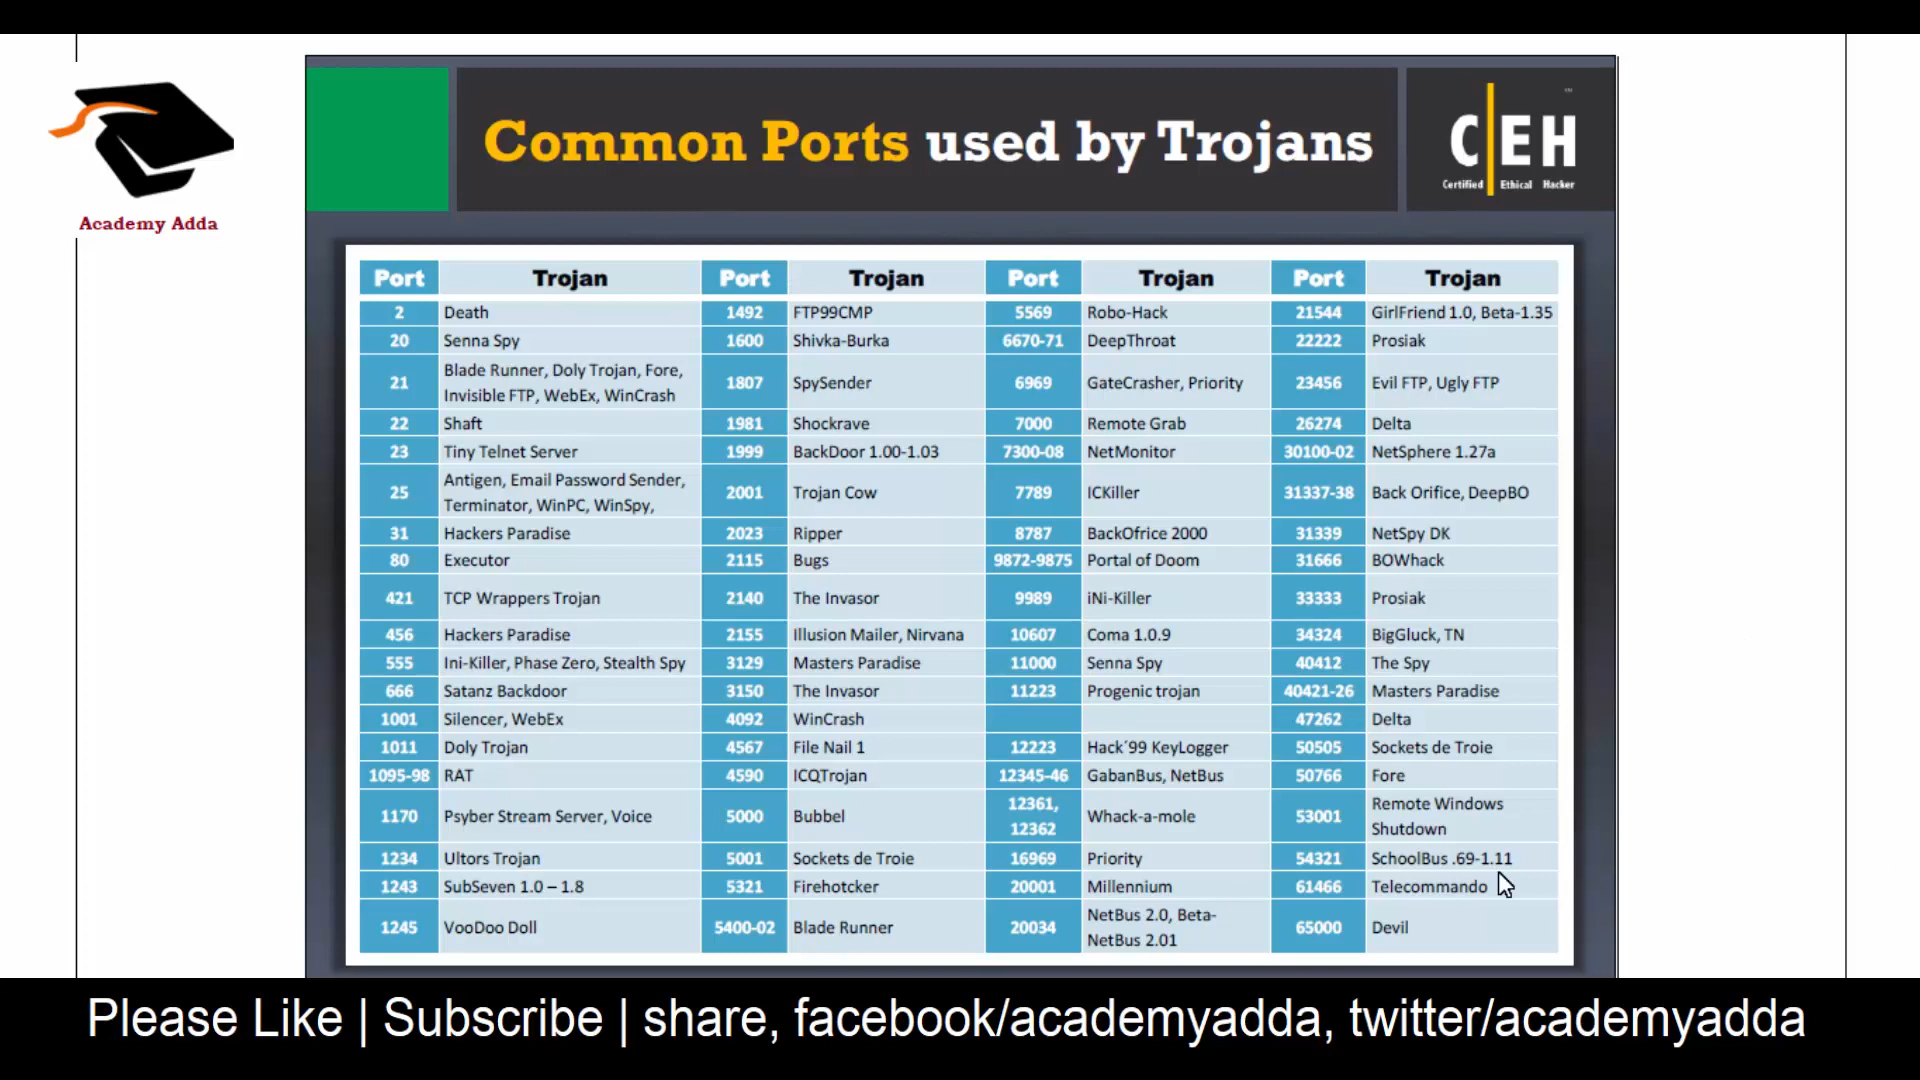 Academy Adda
Common Ports used by Trojans
C|EH
TM
Certified Ethical Hacker
Port Trojan Port Trojan Port Trojan Port Trojan
2 Death 1492 FTP99CMP 5569 Robo-Hack 21544 GirlFriend 1.0, Beta-1.35
20 Senna Spy 1600 Shivka-Burka 6670-71 DeepThroat 22222 Prosiak
21 Blade Runner, Doly Trojan, Fore,
Invisible FTP, WebEx, WinCrash 1807 SpySender 6969 GateCrasher, Priority 23456 Evil FTP, Ugly FTP
22 Shaft 1981 Shockrave 7000 Remote Grab 26274 Delta
23 Tiny Telnet Server 1999 BackDoor 1.00-1.03 7300-08 NetMonitor 30100-02 NetSphere 1.27a
25 Antigen, Email Password Sender,
Terminator, WinPC, WinSpy, 2001 Trojan Cow 7789 ICKiller 31337-38 Back Orifice, DeepBO
31 Hackers Paradise 2023 Ripper 8787 BackOfrice 2000 31339 NetSpy DK
80 Executor 2115 Bugs 9872-9875 Portal of Doom 31666 BOWhack
421 TCP Wrappers Trojan 2140 The Invasor 9989 iNi-Killer 33333 Prosiak
456 Hackers Paradise 2155 Illusion Mailer, Nirvana 10607 Coma 1.0.9 34324 BigGluck, TN
555 Ini-Killer, Phase Zero, Stealth Spy 3129 Masters Paradise 11000 Senna Spy 40412 The Spy
666 Satanz Backdoor 3150 The Invasor 11223 Progenic trojan 40421-26 Masters Paradise
1001 Silencer, WebEx 4092 WinCrash 47262 Delta
1011 Doly Trojan 4567 File Nail 1 12223 Hack´99 KeyLogger 50505 Sockets de Troie
1095-98 RAT 4590 ICQTrojan 12345-46 GabanBus, NetBus 50766 Fore
1170 Psyber Stream Server, Voice 5000 Bubbel 12361,
12362 Whack-a-mole 53001 Remote Windows
Shutdown
1234 Ultors Trojan 5001 Sockets de Troie 16969 Priority 54321 SchoolBus .69-1.11
1243 SubSeven 1.0 – 1.8 5321 Firehotcker 20001 Millennium 61466 Telecommando
1245 VooDoo Doll 5400-02 Blade Runner 20034 NetBus 2.0, Beta-
NetBus 2.01 65000 Devil
Please Like | Subscribe | share, facebook/academyadda, twitter/academyadda